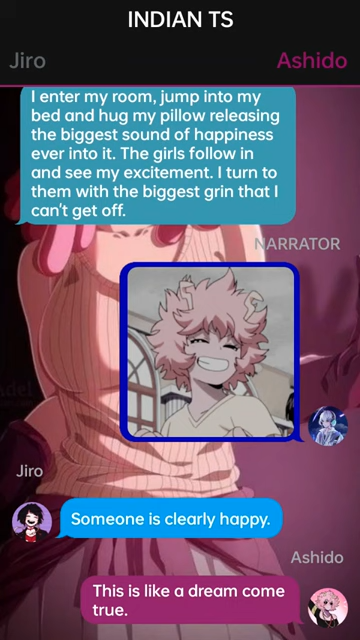 INDIAN TS
Jiro
Ashido
I enter my room, jump into my
bed and hug my pillow releasing
the biggest sound of happiness
ever into it. The girls follow in
and see my excitement. I turn to
them with the biggest grin that I
can't get off.
NARRATOR
Jiro
Someone is clearly happy.
Ashido
This is like a dream come
true.